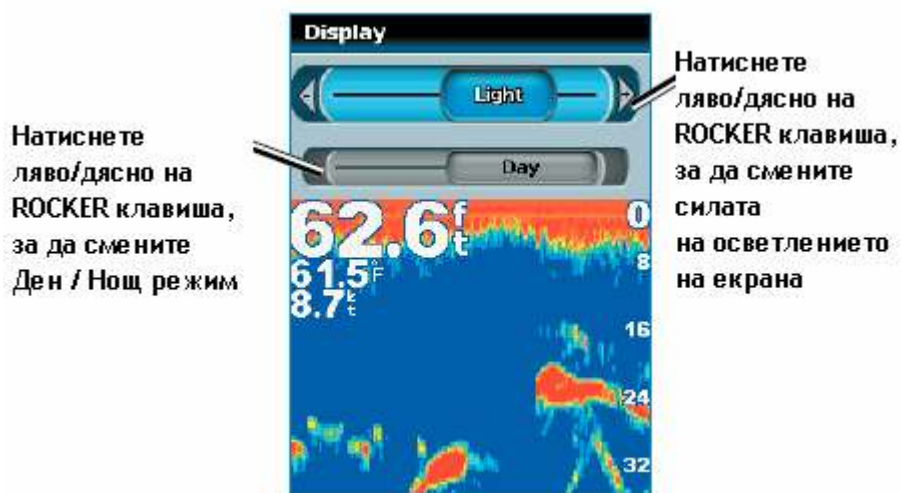 Display
Light
Day
Натиснете
ляво/дясно на
ROCKER клавиша,
за да смените
Ден / Нощ режим
Натиснете
ляво/дясно на
ROCKER клавиша,
за да смените
силата
на осветлението
на екрана
62.6 ft
61.5 °F
8.7 kt
0
8
16
24
32